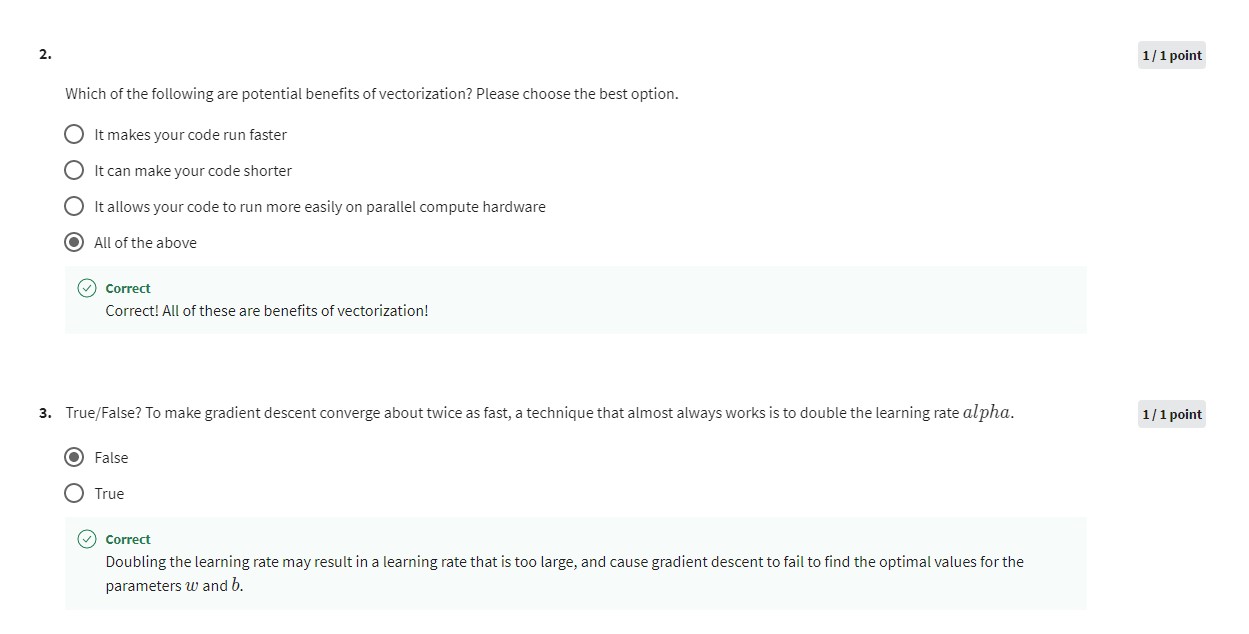 2.
1 / 1 point
Which of the following are potential benefits of vectorization? Please choose the best option.
It makes your code run faster
It can make your code shorter
It allows your code to run more easily on parallel compute hardware
All of the above
Correct
Correct! All of these are benefits of vectorization!
3. True/False? To make gradient descent converge about twice as fast, a technique that almost always works is to double the learning rate alpha.
1 / 1 point
False
True
Correct
Doubling the learning rate may result in a learning rate that is too large, and cause gradient descent to fail to find the optimal values for the
parameters w and b.